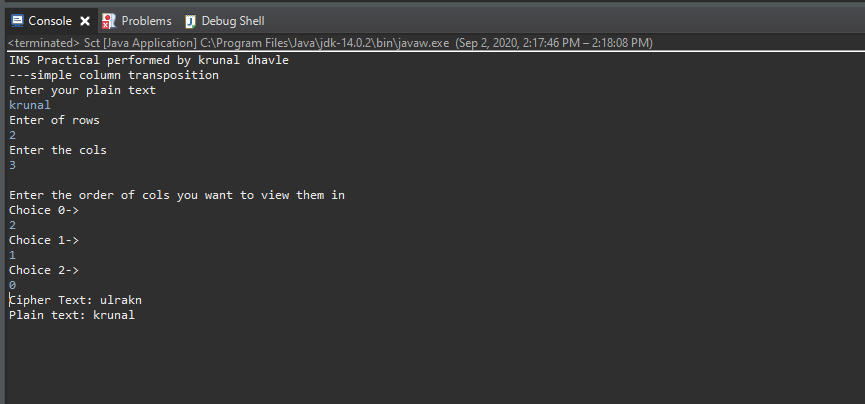 Console Problems Debug Shell
<terminated> Sct [Java Application] C:\Program Files\Java\jdk-14.0.2\bin\javaw.exe (Sep 2, 2020, 2:17:46 PM – 2:18:08 PM)
INS Practical performed by krunal dhavle
---simple column transposition
Enter your plain text
krunal
Enter of rows
2
Enter the cols
3
Enter the order of cols you want to view them in
Choice 0->
2
Choice 1->
1
Choice 2->
0
Cipher Text: ulrakn
Plain text: krunal